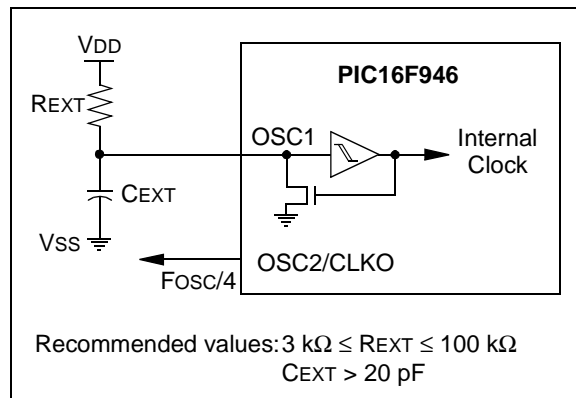 VDD
PIC16F946
REXT
OSC1
Internal
Clock
CEXT
VSS
OSC2/CLKO
FOSC/4
Recommended values: 3 kΩ ≤ REXT ≤ 100 kΩ
CEXT > 20 pF